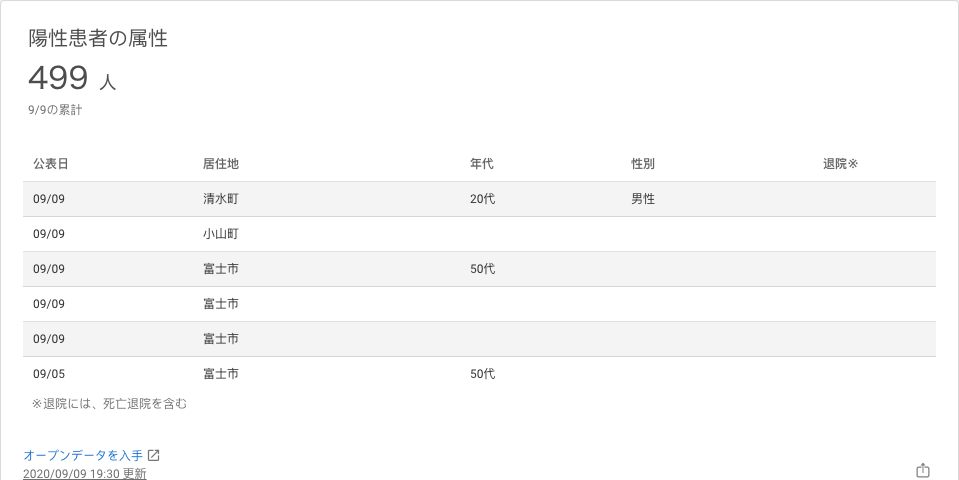 陽性患者の属性
499 人
9/9の累計
公表日 居住地 年代 性別 退院※
09/09 清水町 20代 男性
09/09 小山町
09/09 富士市 50代
09/09 富士市
09/09 富士市
09/05 富士市 50代
※退院には、死亡退院を含む
オープンデータを入手
2020/09/09 19:30 更新